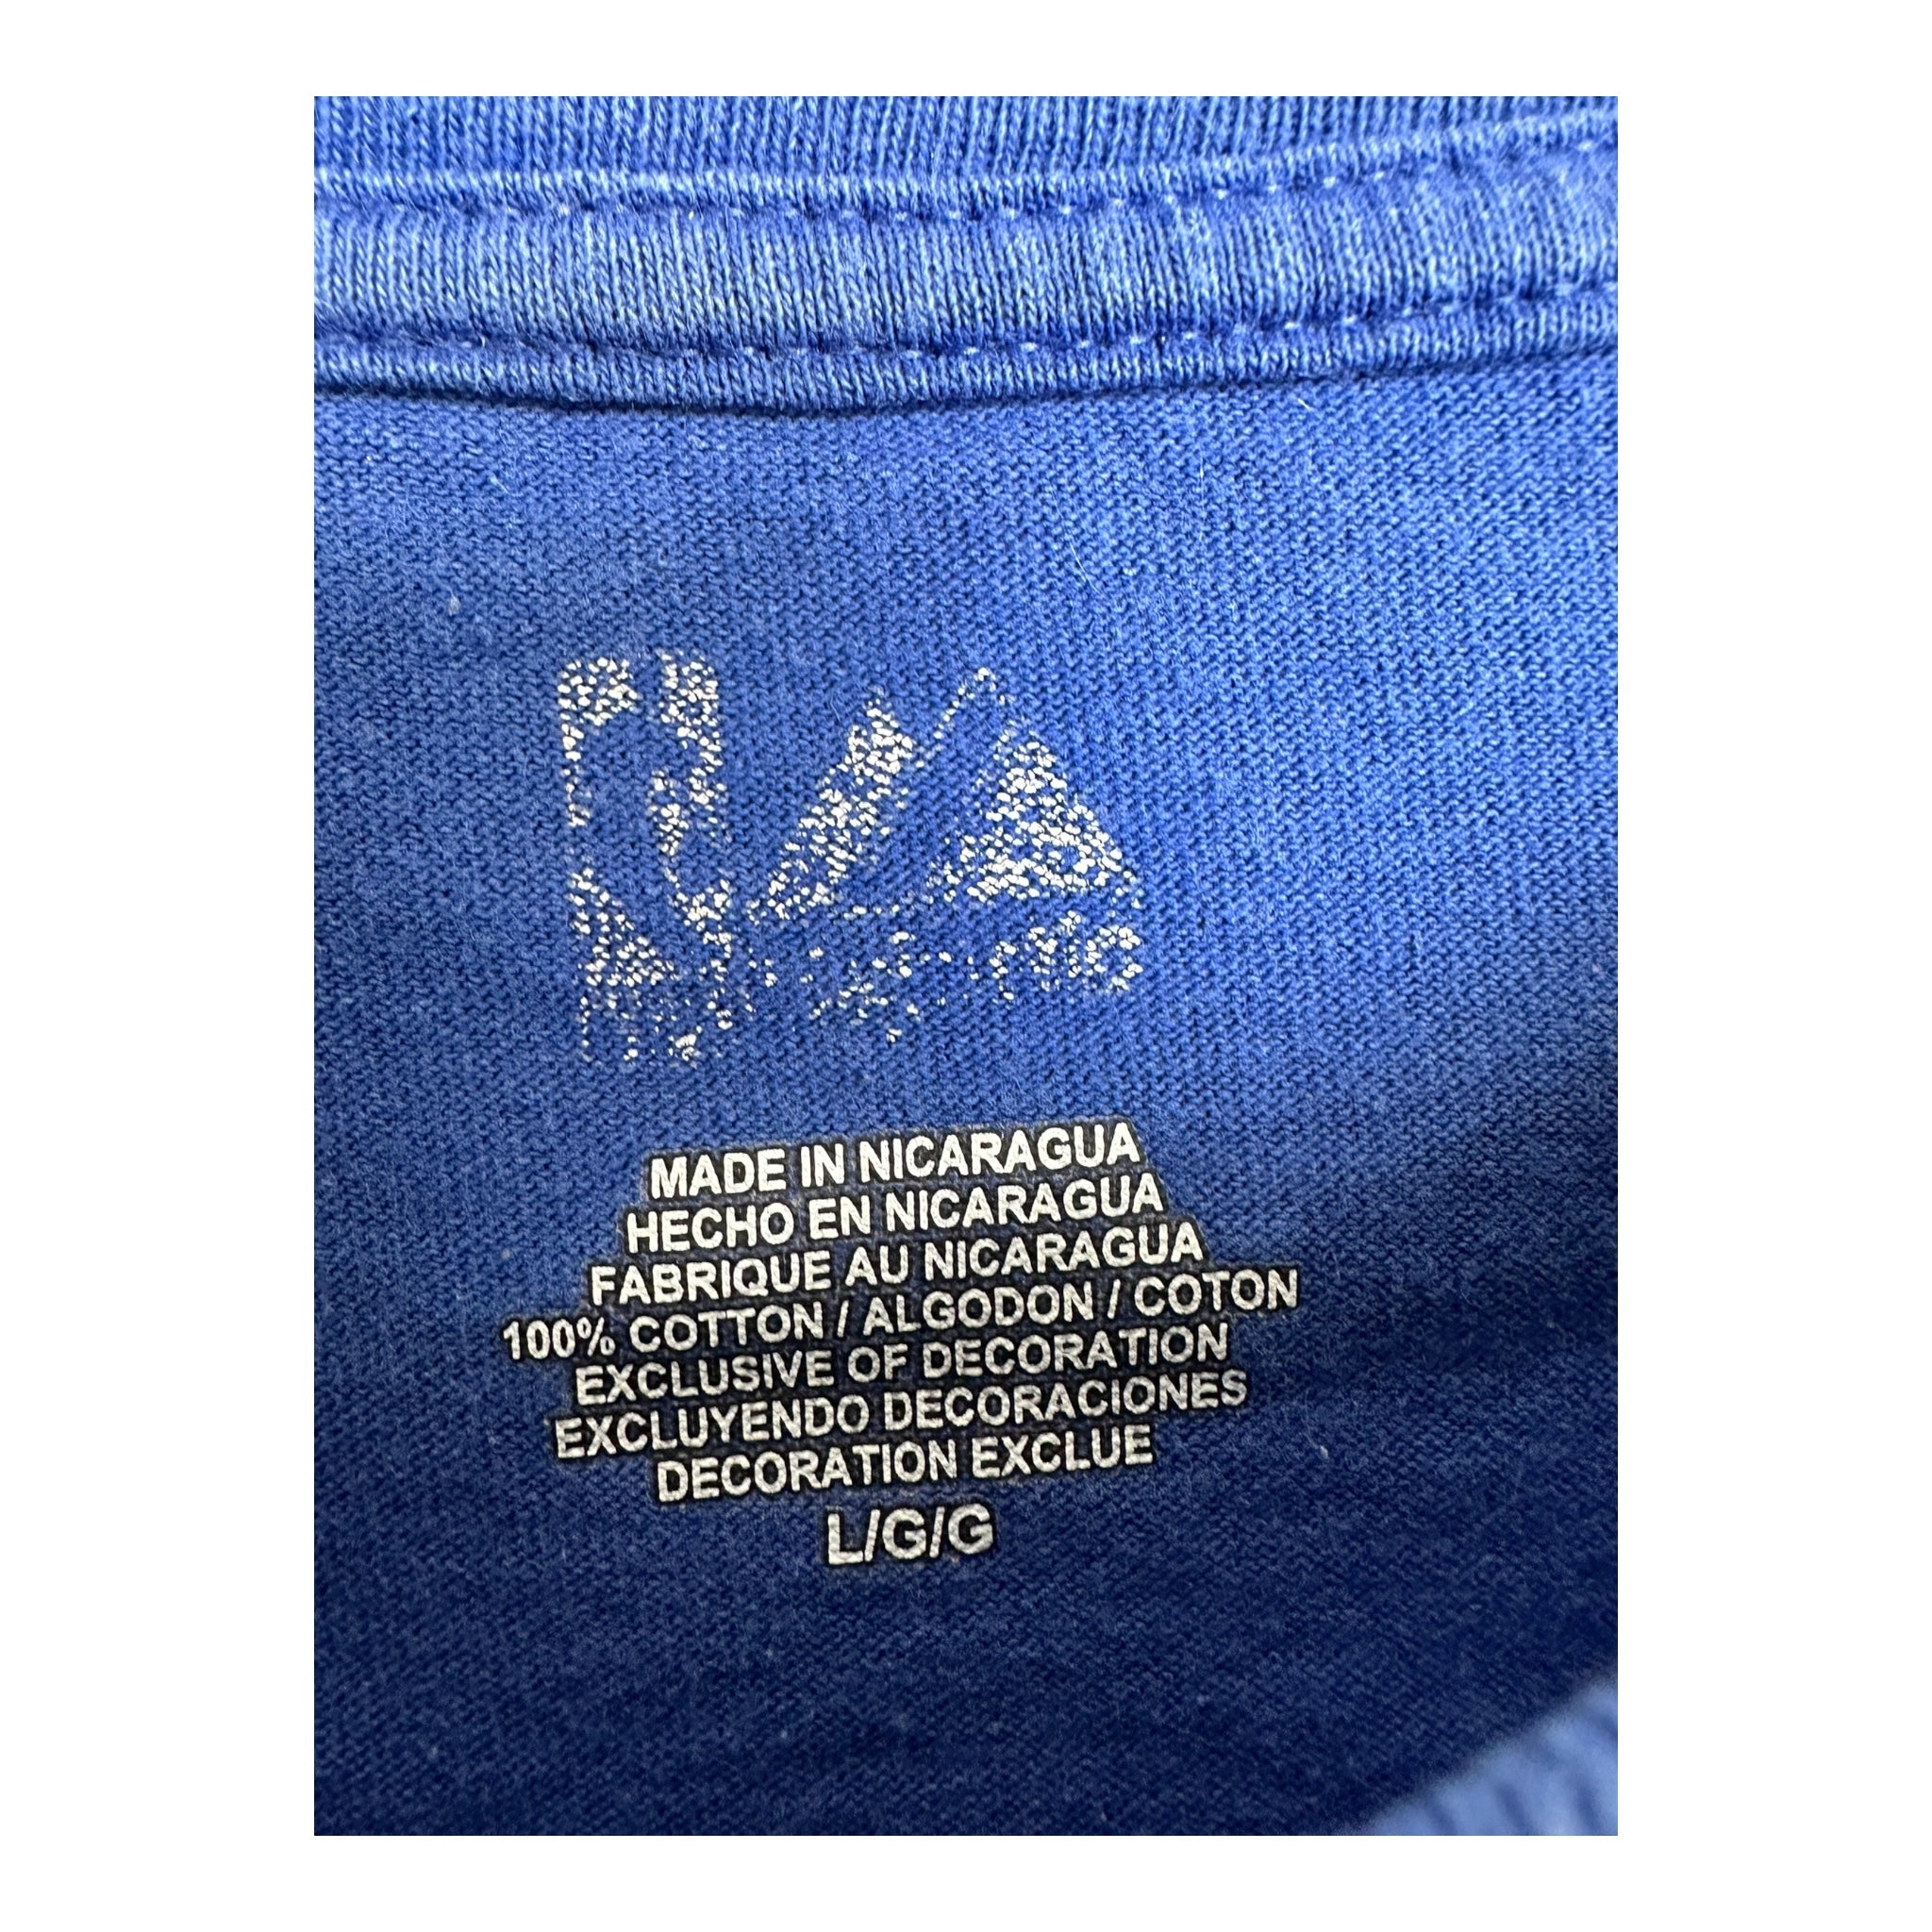 MADE IN NICARAGUA
HECHO EN NICARAGUA
FABRIQUE AU NICARAGUA
100% COTTON / ALGODON / COTON
EXCLUSIVE OF DECORATION
EXCLUYENDO DECORACIONES
DECORATION EXCLUE
L/G/G